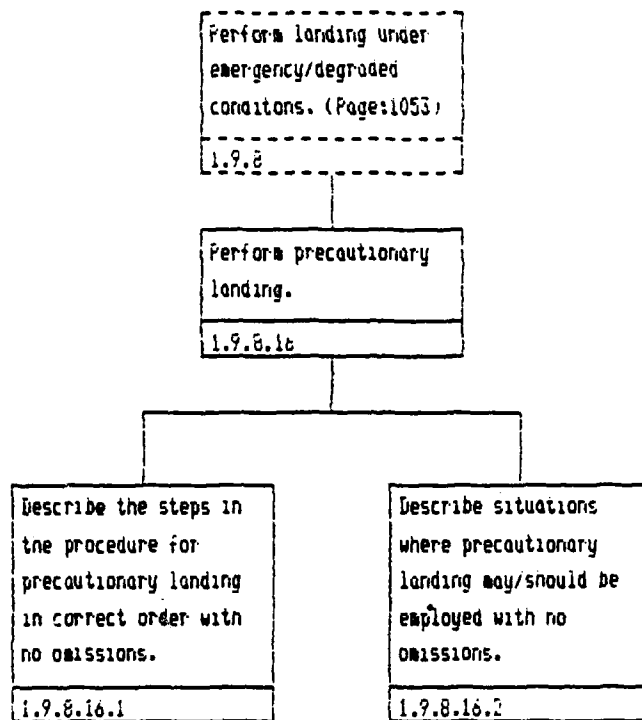 Perform landing under
emergency/degraded
conditons. (Page:1053)
1.9.8
Perform precautionary
landing.
1.9.8.16
Describe the steps in
the procedure for
precautionary landing
in correct order with
no omissions.
1.9.8.16.1
Describe situations
where precautionary
landing may/should be
employed with no
omissions.
1.9.8.16.2